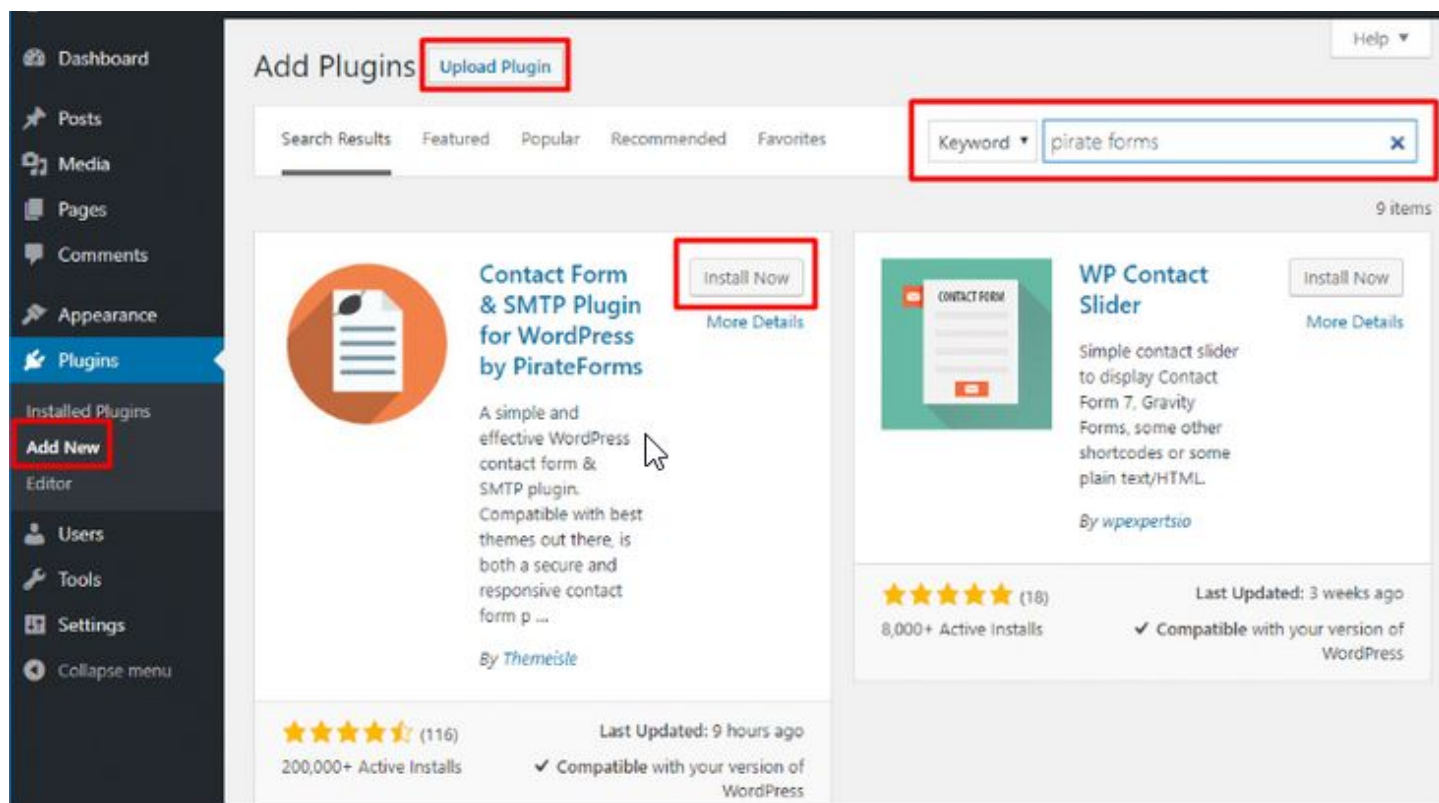 Dashboard
Posts
Media
Pages
Comments
Appearance
Plugins
Installed Plugins
Add New
Editor
Users
Tools
Settings
Collapse menu
Help
Add Plugins Upload Plugin
Search Results Featured Popular Recommended Favorites
Keyword pirate forms
9 items
Contact Form
& SMTP Plugin
for WordPress
by PirateForms
Install Now
More Details
A simple and
effective WordPress
contact form &
SMTP plugin.
Compatible with best
themes out there, is
both a secure and
responsive contact
form p ...
By Themeisle
(116)
Last Updated: 9 hours ago
200,000+ Active Installs
Compatible with your version of
WordPress
CONTACT FORM
WP Contact
Slider
Install Now
More Details
Simple contact slider
to display Contact
Form 7, Gravity
Forms, some other
shortcodes or some
plain text/HTML.
By wpexpertsio
(18)
Last Updated: 3 weeks ago
8,000+ Active Installs
Compatible with your version of
WordPress